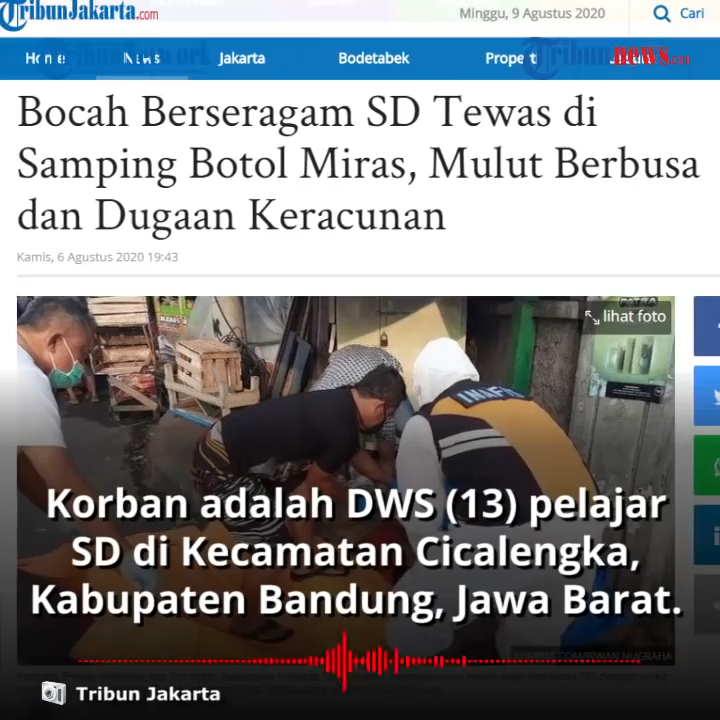 TribunJakarta.com
Minggu, 9 Agustus 2020
Cari
Home News Jakarta Bodetabek
Bocah Berseragam SD Tewas di
Samping Botol Miras, Mulut Berbusa
dan Dugaan Keracunan
Kamis, 6 Agustus 2020 19:43
lihat foto
INAFIS
Korban adalah DWS (13) pelajar
SD di Kecamatan Cicalengka,
Kabupaten Bandung, Jawa Barat.
Tribun Jakarta